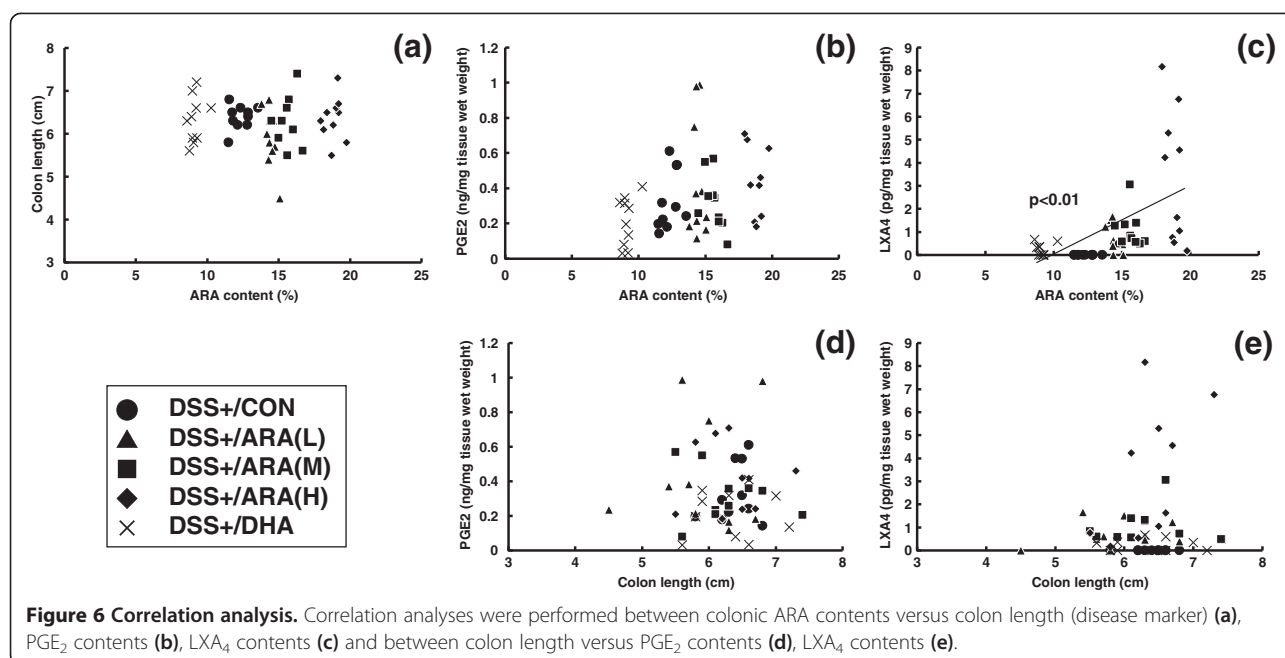 (a)
8
7
6
5
4
3
Colon length (cm)
0 5 10 15 20 25
ARA content (%)
(b)
1.2
1
0.8
0.6
0.4
0.2
0
PGE2 (ng/mg tissue wet weight)
0 5 10 15 20 25
ARA content (%)
(c)
9
8
7
6
5
4
3
2
1
0
LXA4 (pg/mg tissue wet weight)
p<0.01
0 5 10 15 20 25
ARA content (%)
DSS+/CON
DSS+/ARA(L)
DSS+/ARA(M)
DSS+/ARA(H)
DSS+/DHA
(d)
1.2
1
0.8
0.6
0.4
0.2
0
PGE2 (ng/mg tissue wet weight)
3 4 5 6 7 8
Colon length (cm)
(e)
9
8
7
6
5
4
3
2
1
0
LXA4 (pg/mg tissue wet weight)
3 4 5 6 7 8
Colon length (cm)
Figure 6 Correlation analysis. Correlation analyses were performed between colonic ARA contents versus colon length (disease marker) (a),
PGE₂ contents (b), LXA₄ contents (c) and between colon length versus PGE₂ contents (d), LXA₄ contents (e).